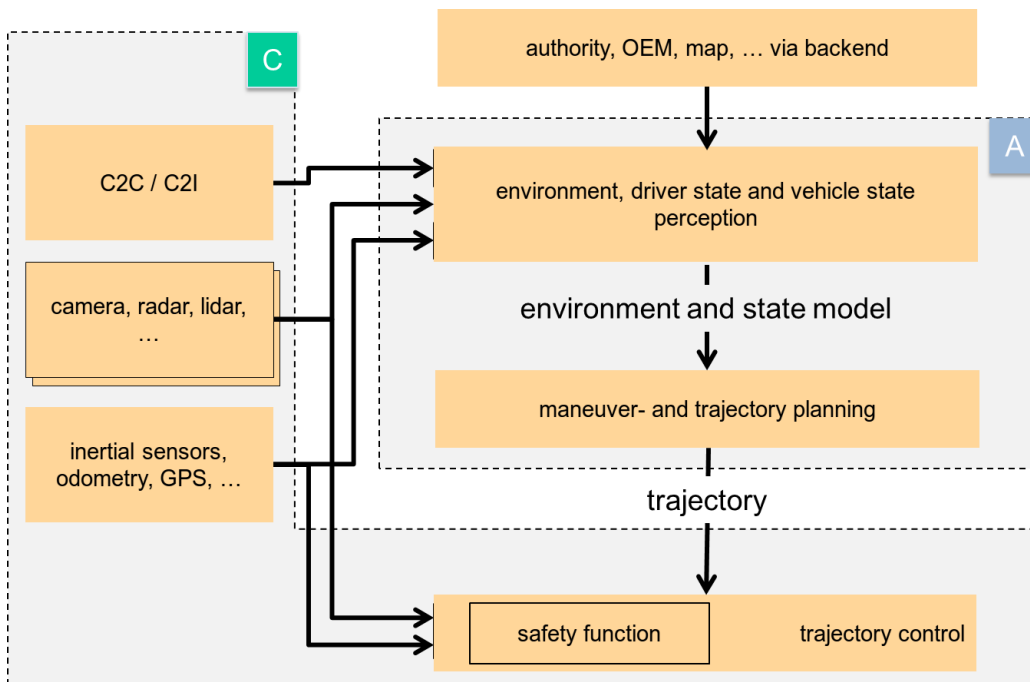 authority, OEM, map, … via backend
C
A
C2C / C2I
environment, driver state and vehicle state
perception
camera, radar, lidar,
…
environment and state model
maneuver- and trajectory planning
inertial sensors,
odometry, GPS, …
trajectory
safety function
trajectory control